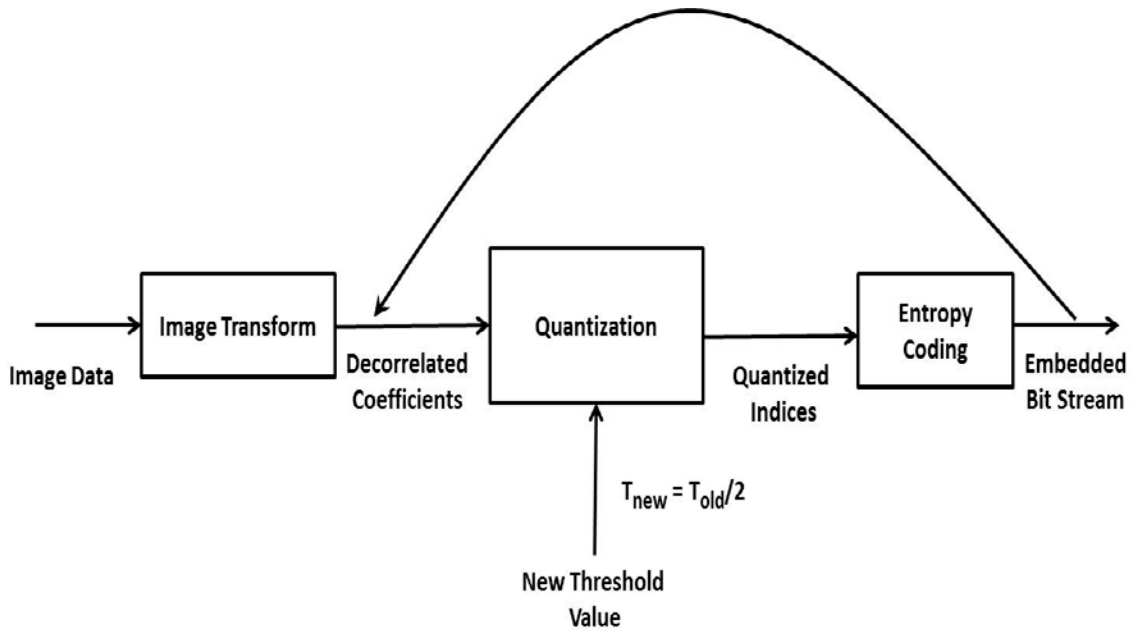 Image Data
Image Transform
Decorrelated
Coefficients
Quantization
Quantized
Indices
Entropy
Coding
Embedded
Bit Stream
Tnew = Told/2
New Threshold
Value